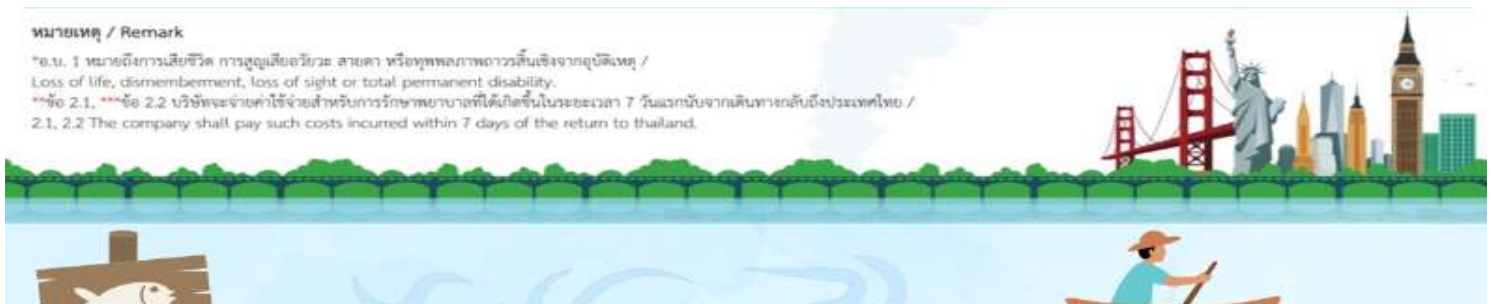 หมายเหตุ / Remark
*อ.บ. 1 หมายถึงการเสียชีวิต การสูญเสียอวัยวะ สายตา หรือทุพพลภาพถาวรสิ้นเชิงจากอุบัติเหตุ /
Loss of life, dismemberment, loss of sight or total permanent disability.
**ข้อ 2.1, ***ข้อ 2.2 บริษัทจะจ่ายค่าใช้จ่ายสำหรับการรักษาพยาบาลที่ได้เกิดขึ้นในระยะเวลา 7 วันแรกนับจากเดินทางกลับถึงประเทศไทย /
2.1, 2.2 The company shall pay such costs incurred within 7 days of the return to thailand.